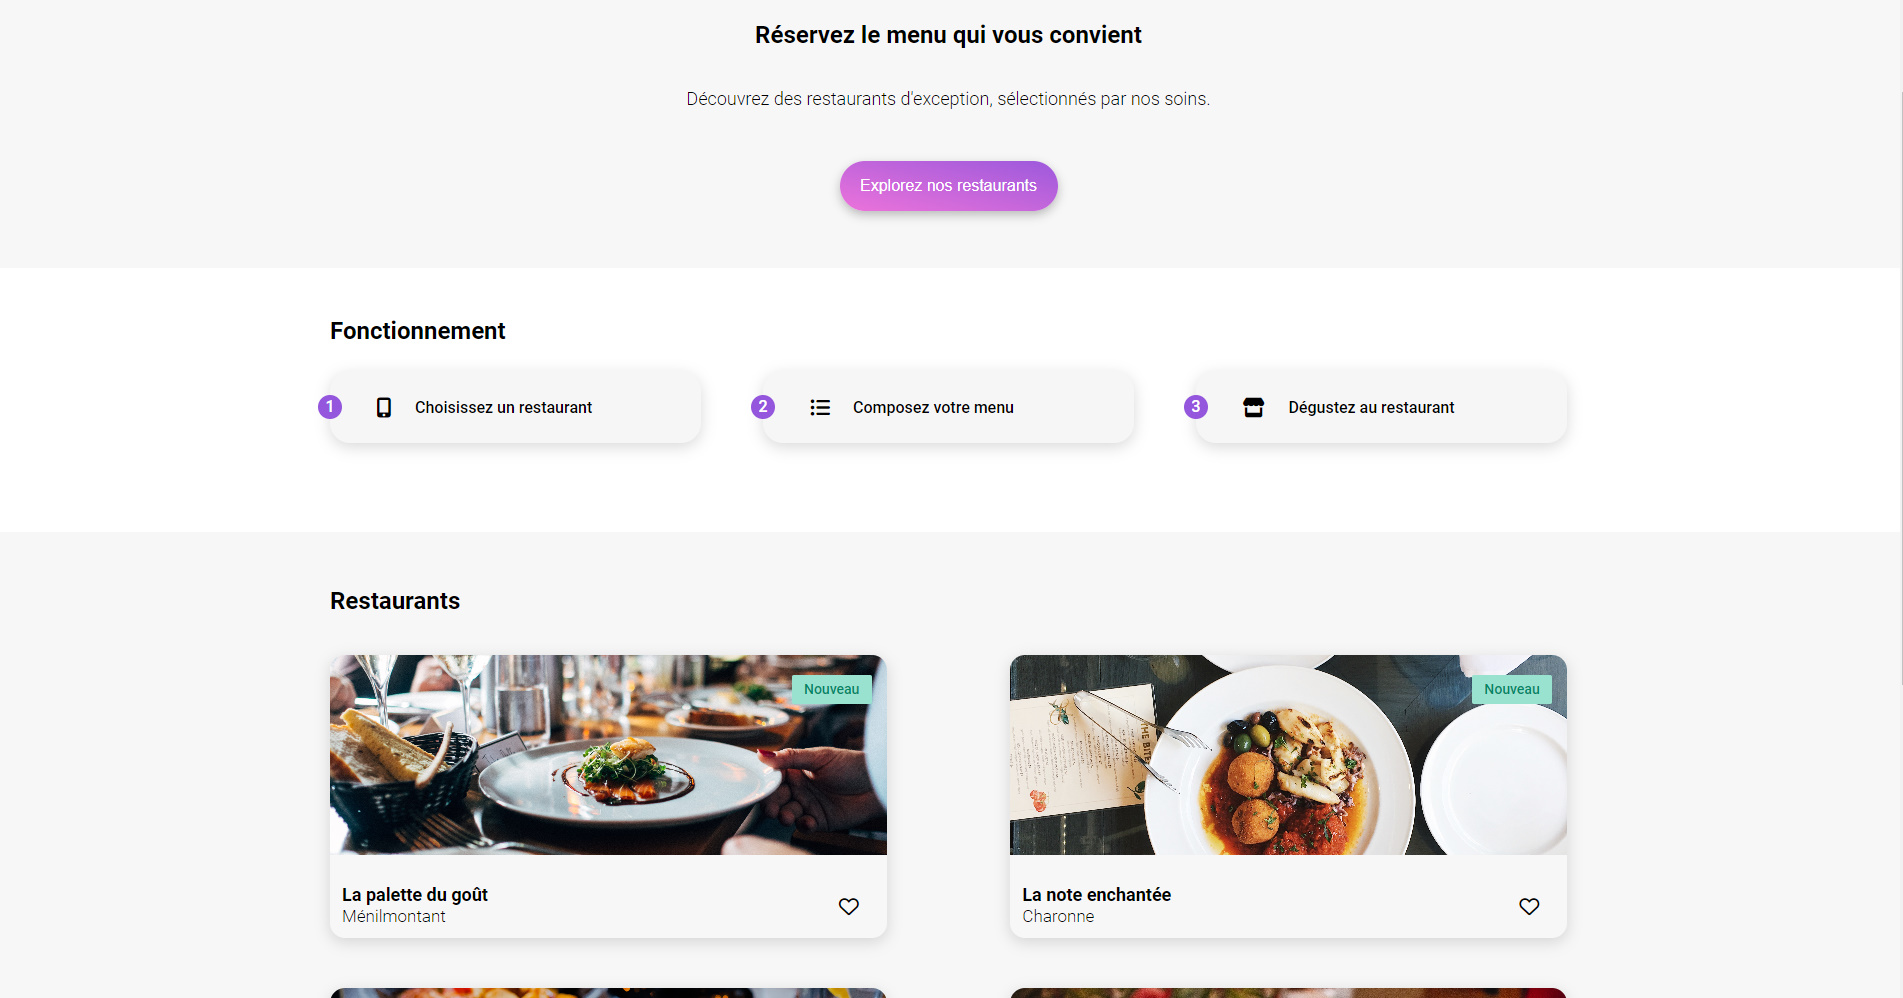 Réservez le menu qui vous convient
Découvrez des restaurants d'exception, sélectionnés par nos soins.
Explorez nos restaurants
Fonctionnement
1 Choisissez un restaurant
2 Composez votre menu
3 Dégustez au restaurant
Restaurants
Nouveau
Nouveau
THE BITE
La palette du goût
Ménilmontant
La note enchantée
Charonne